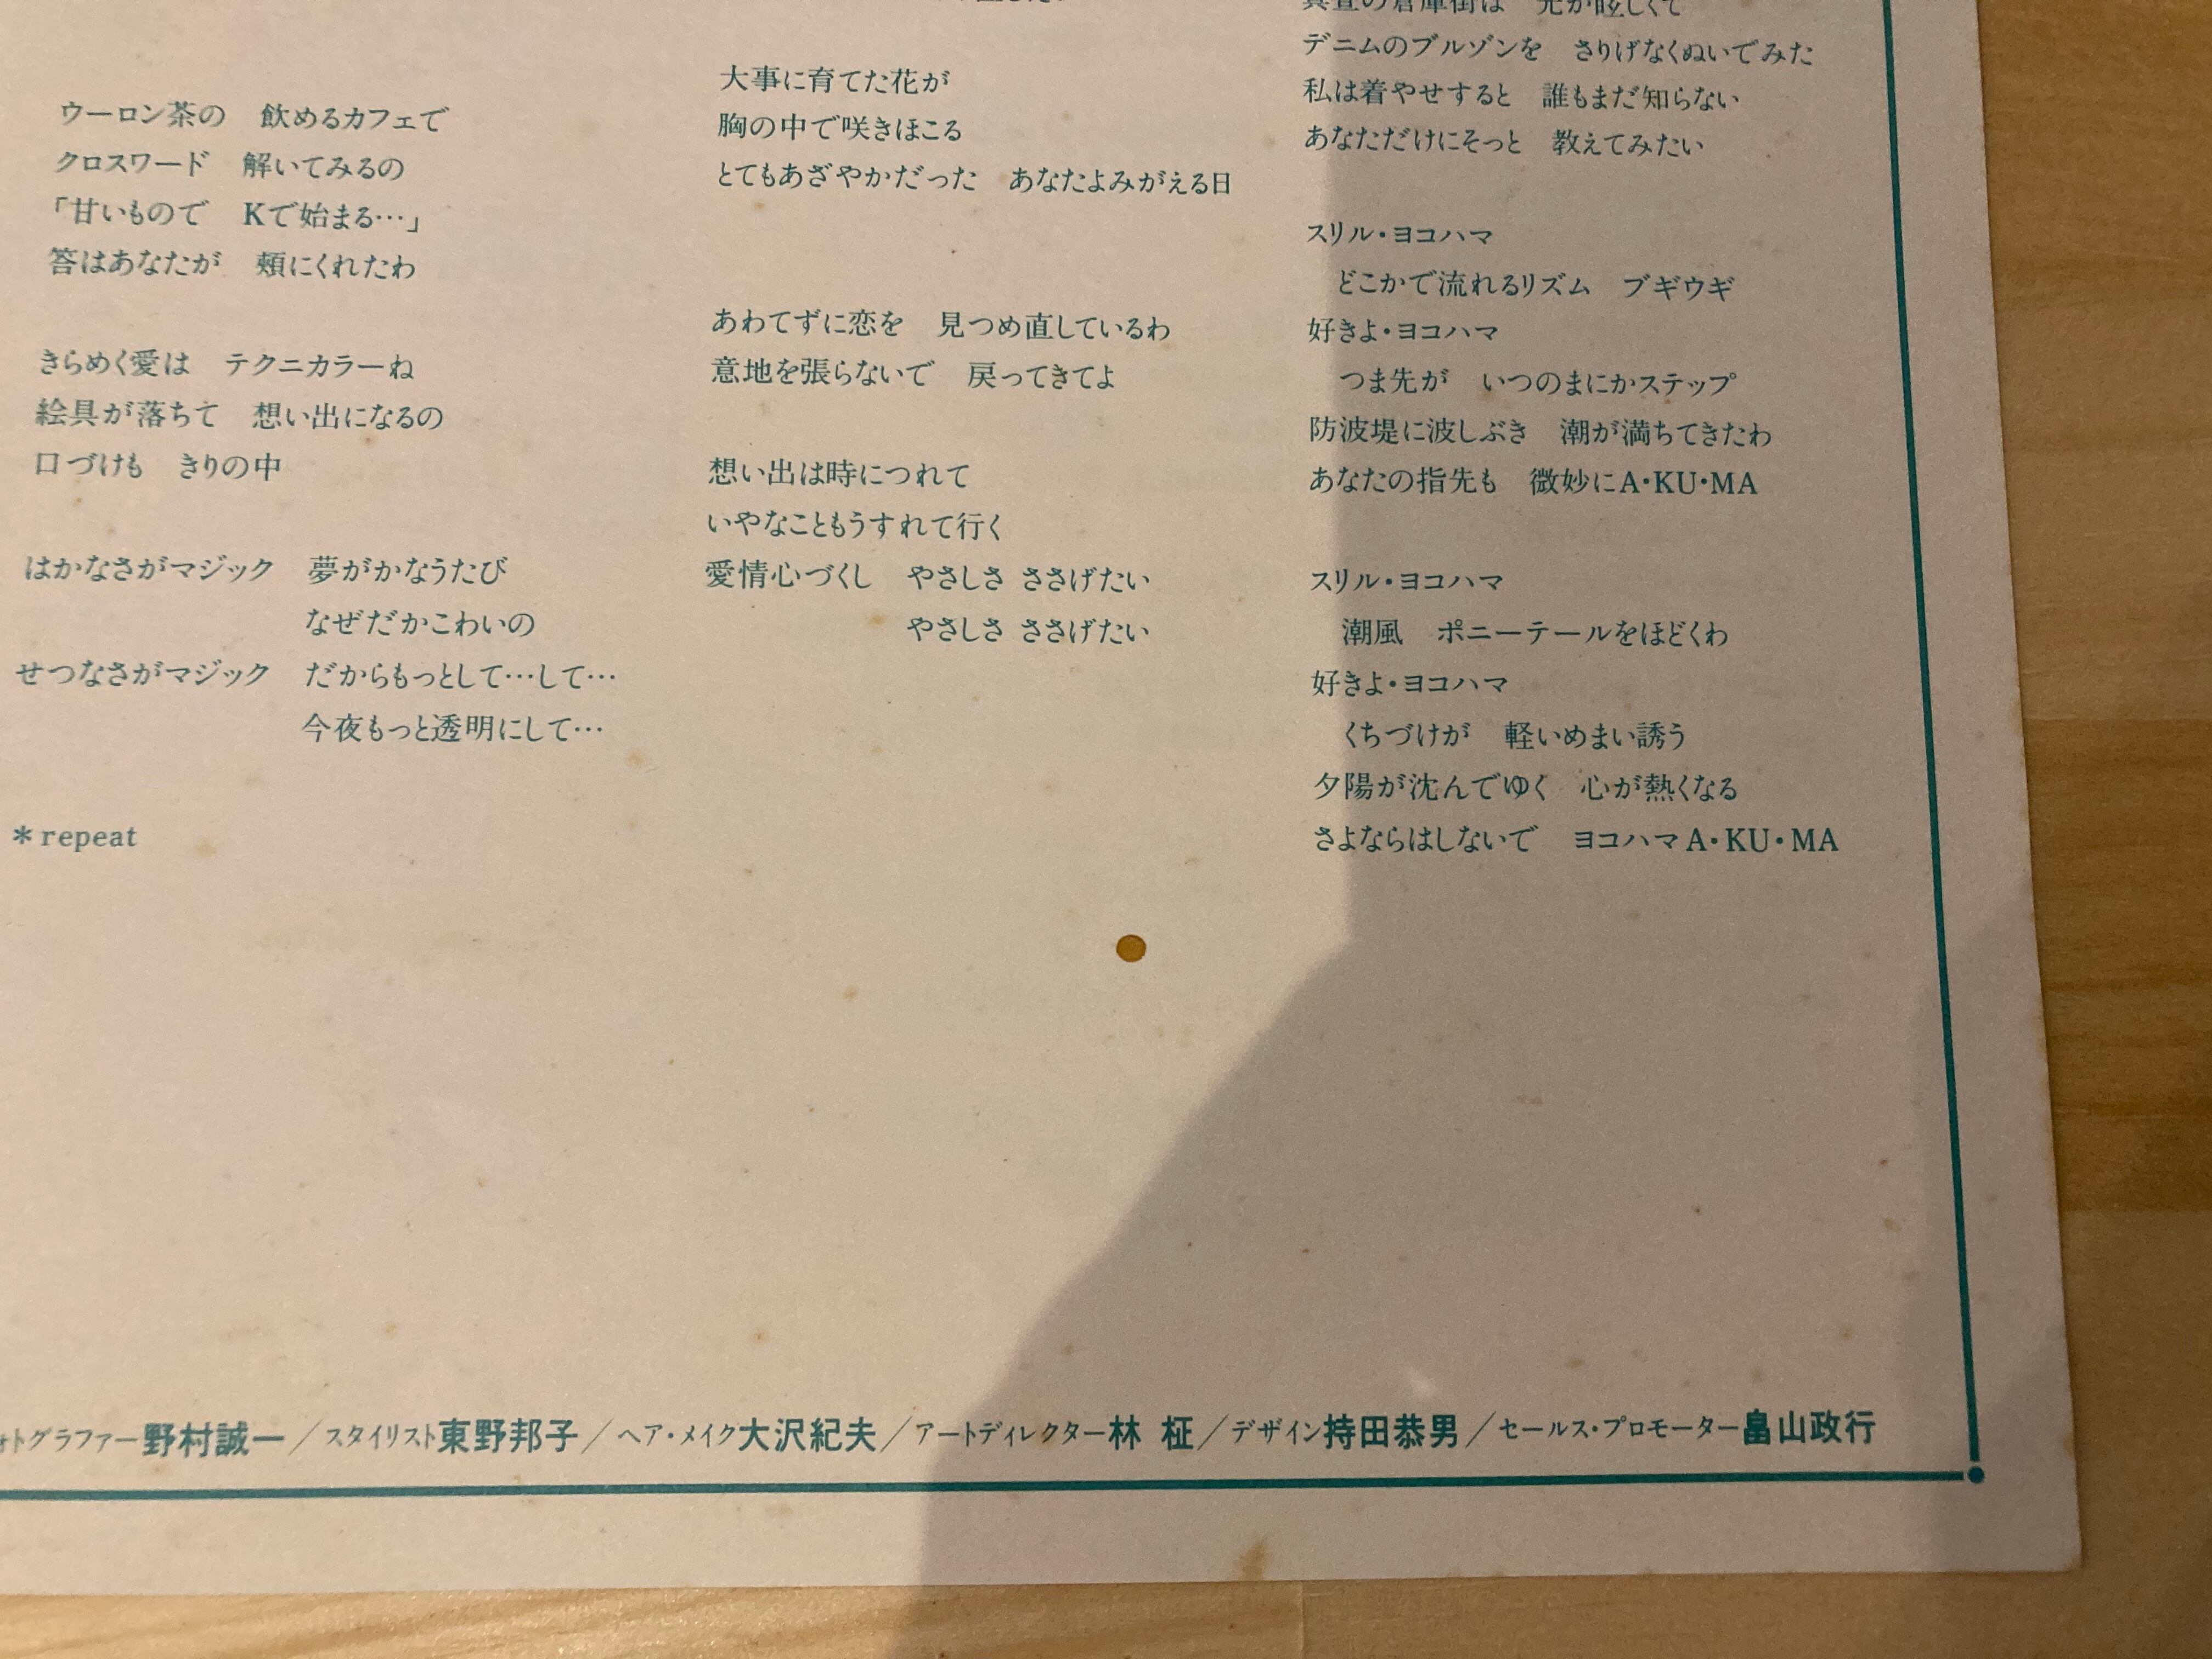 ウーロン茶の　飲めるカフェで
クロスワード　解いてみるの
「甘いもので　Kで始まる…」
答はあなたが　頬にくれたわ
きらめく愛は　テクニカラーね
絵具が落ちて　想い出になるの
口づけも　きりの中
はかなさがマジック　夢がかなうたび
なぜだかこわいの
せつなさがマジック　だからもっとして…して…
今夜もっと透明にして…
＊repeat
大事に育てた花が
胸の中で咲きほこる
とてもあざやかだった　あなたよみがえる日
あわてずに恋を　見つめ直しているわ
意地を張らないで　戻ってきてよ
想い出は時につれて
いやなこともうすれて行く
愛情心づくし　やさしさ ささげたい
やさしさ ささげたい
真昼の倉庫街は　光が眩しくて
デニムのブルゾンを　さりげなくぬいでみた
私は着やせすると　誰もまだ知らない
あなただけにそっと　教えてみたい
スリル・ヨコハマ
どこかで流れるリズム　ブギウギ
好きよ・ヨコハマ
つま先が　いつのまにかステップ
防波堤に波しぶき　潮が満ちてきたわ
あなたの指先も　微妙にA・KU・MA
スリル・ヨコハマ
潮風　ポニーテールをほどくわ
好きよ・ヨコハマ
くちづけが　軽いめまい誘う
夕陽が沈んでゆく　心が熱くなる
さよならはしないで　ヨコハマ A・KU・MA
ォトグラファー野村誠一／スタイリスト東野邦子／ヘア・メイク大沢紀夫／アートディレクター林 柾／デザイン持田恭男／セールス・プロモーター畠山政行